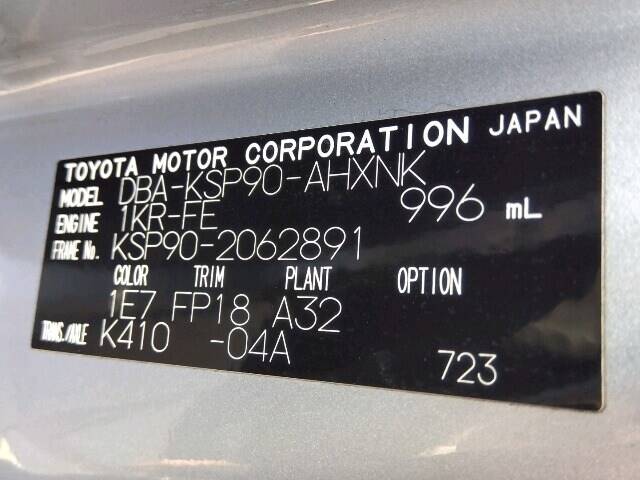 TOYOTA MOTOR CORPORATION JAPAN
MODEL DBA-KSP90-AHXNK
ENGINE 1KR-FE 996 mL
FRAME No. KSP90-2062891
COLOR TRIM PLANT OPTION
1E7 FP18 A32
TRANS./AXLE K410 -04A
723